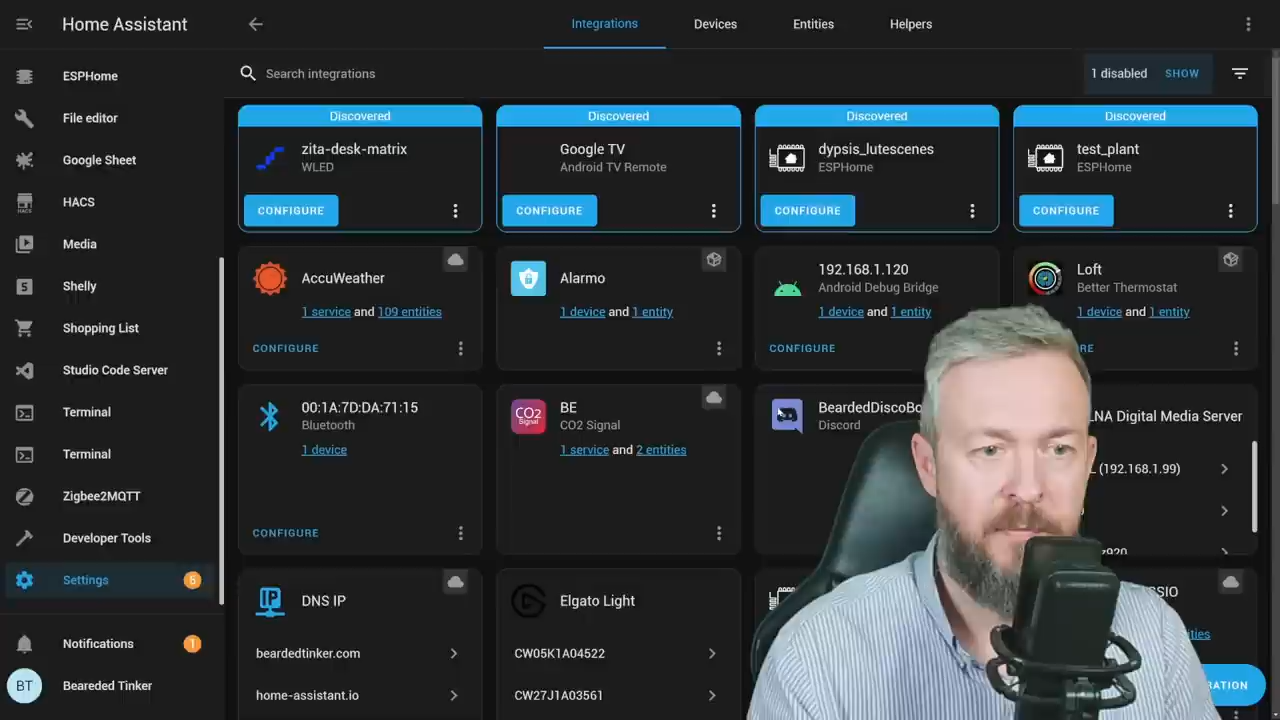 Home Assistant
Integrations
Devices
Entities
Helpers
ESPHome
File editor
Google Sheet
HACS
HACS
Media
Shelly
Shopping List
Studio Code Server
Terminal
Terminal
Zigbee2MQTT
Developer Tools
Settings
Notifications
1
BT
Beareded Tinker
Search integrations
1 disabled
SHOW
Discovered
zita-desk-matrix
WLED
CONFIGURE
Discovered
Google TV
Android TV Remote
CONFIGURE
Discovered
dypsis_lutescenes
ESPHome
CONFIGURE
Discovered
test_plant
ESPHome
CONFIGURE
AccuWeather
1 service and 109 entities
CONFIGURE
Alarmo
1 device and 1 entity
192.168.1.120
Android Debug Bridge
1 device and 1 entity
CONFIGURE
Loft
Better Thermostat
1 device and 1 entity
00:1A:7D:DA:71:15
Bluetooth
1 device
CONFIGURE
CO2
Signal
BE
CO2 Signal
1 service and 2 entities
Discord
Digital Media Server
(192.168.1.99)
IP
DNS IP
beardedtinker.com
home-assistant.io
Elgato Light
CW05K1A04522
CW27J1A03561